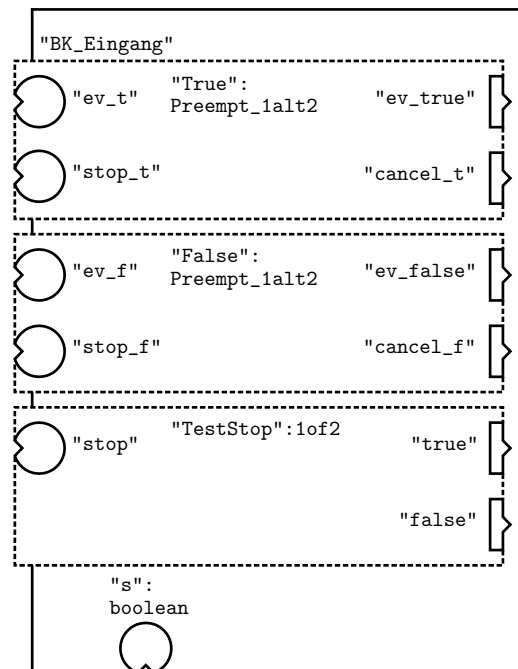 "BK_Eingang"
"ev_t" "True": "ev_true"
Preempt_1alt2
"stop_t" "cancel_t"
"ev_f" "False": "ev_false"
Preempt_1alt2
"stop_f" "cancel_f"
"stop" "TestStop":1of2 "true"
"false"
"s":
boolean